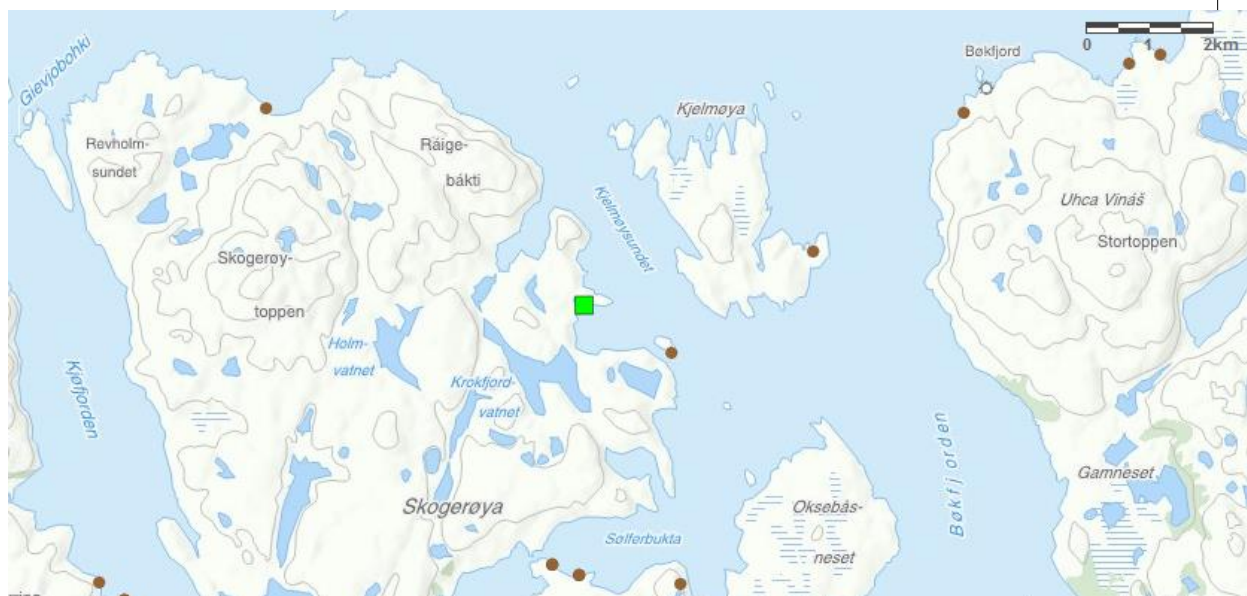 0 1 2km
Gievjobohki
Bøkfjord
Kjelmøya
Revholm-
sundet
Ráige-
bákti
Kjelmøysundet
Uhca Vináš
Stortoppen
Skogerøy-
toppen
Holm-
vatnet
Krokfjord-
vatnet
Kjøfjorden
Bøkfjorden
Gamneset
Skogerøya
Oksebås-
neset
Sølferbukta